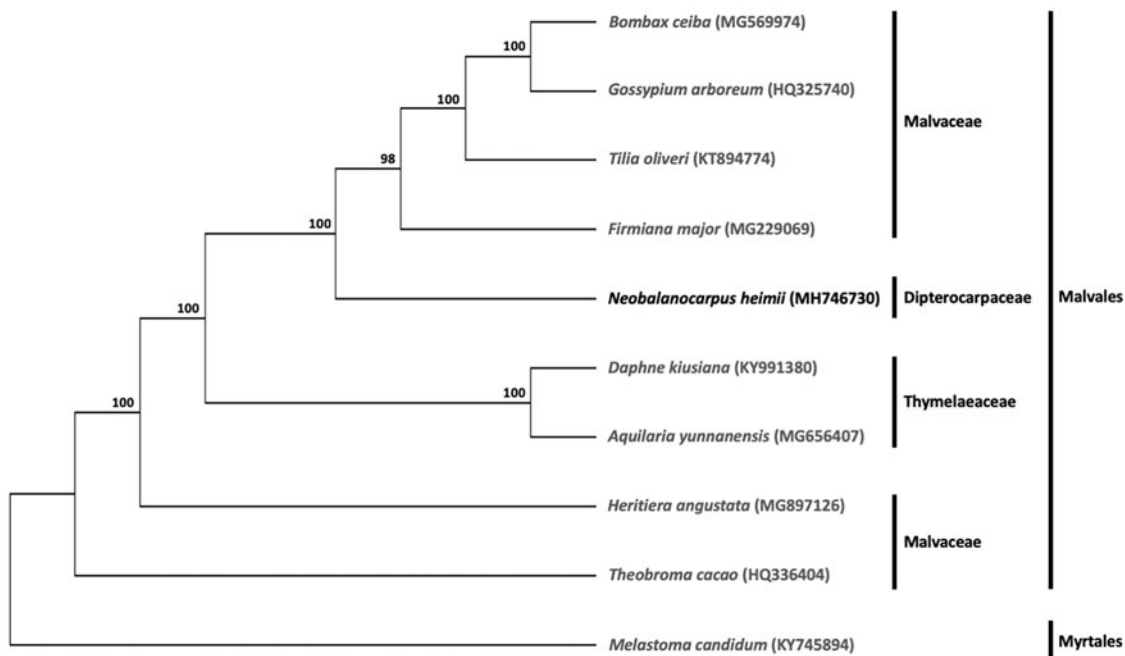 Bombax ceiba (MG569974)
100
Gossypium arboreum (HQ325740)
100
Malvaceae
Tilia oliveri (KT894774)
98
Firmiana major (MG229069)
100
Neobalanocarpus heimii (MH746730)
Dipterocarpaceae
Malvales
100
Daphne kiusiana (KY991380)
100
Thymelaeaceae
100
Aquilaria yunnanensis (MG656407)
Heritiera angustata (MG897126)
Malvaceae
Theobroma cacao (HQ336404)
Melastoma candidum (KY745894)
Myrtales